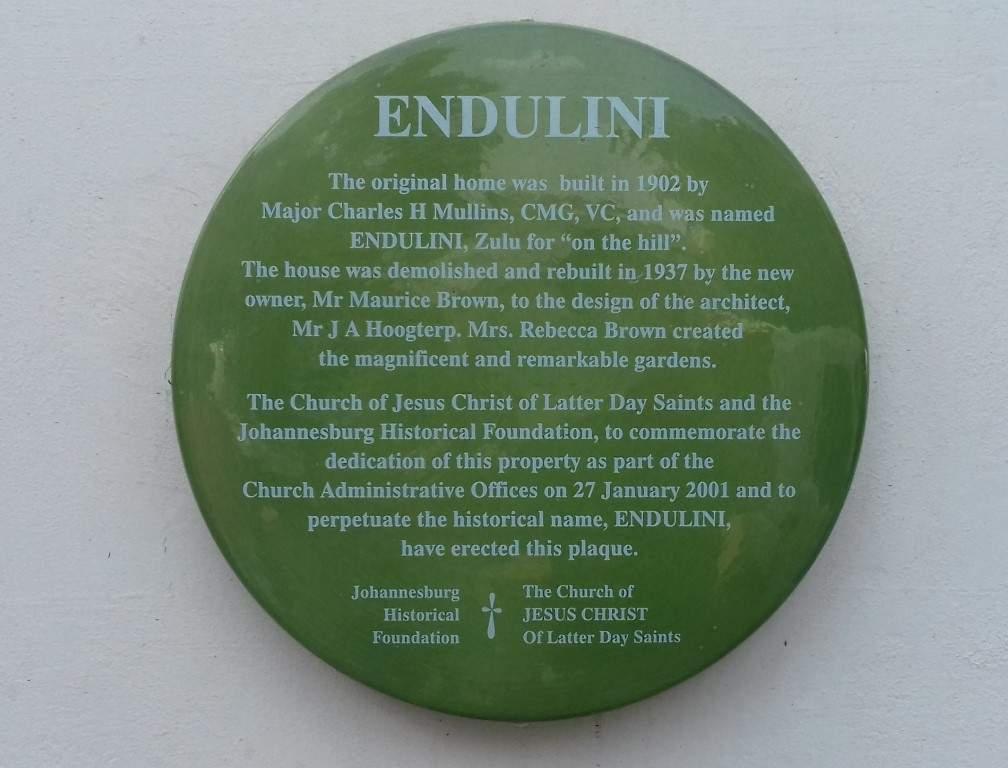 ENDULINI
The original home was built in 1902 by
Major Charles H Mullins, CMG, VC, and was named
ENDULINI, Zulu for “on the hill”.
The house was demolished and rebuilt in 1937 by the new
owner, Mr Maurice Brown, to the design of the architect,
Mr J A Hoogterp. Mrs. Rebecca Brown created
the magnificent and remarkable gardens.
The Church of Jesus Christ of Latter Day Saints and the
Johannesburg Historical Foundation, to commemorate the
dedication of this property as part of the
Church Administrative Offices on 27 January 2001 and to
perpetuate the historical name, ENDULINI,
have erected this plaque.
Johannesburg
Historical
Foundation
The Church of
JESUS CHRIST
Of Latter Day Saints